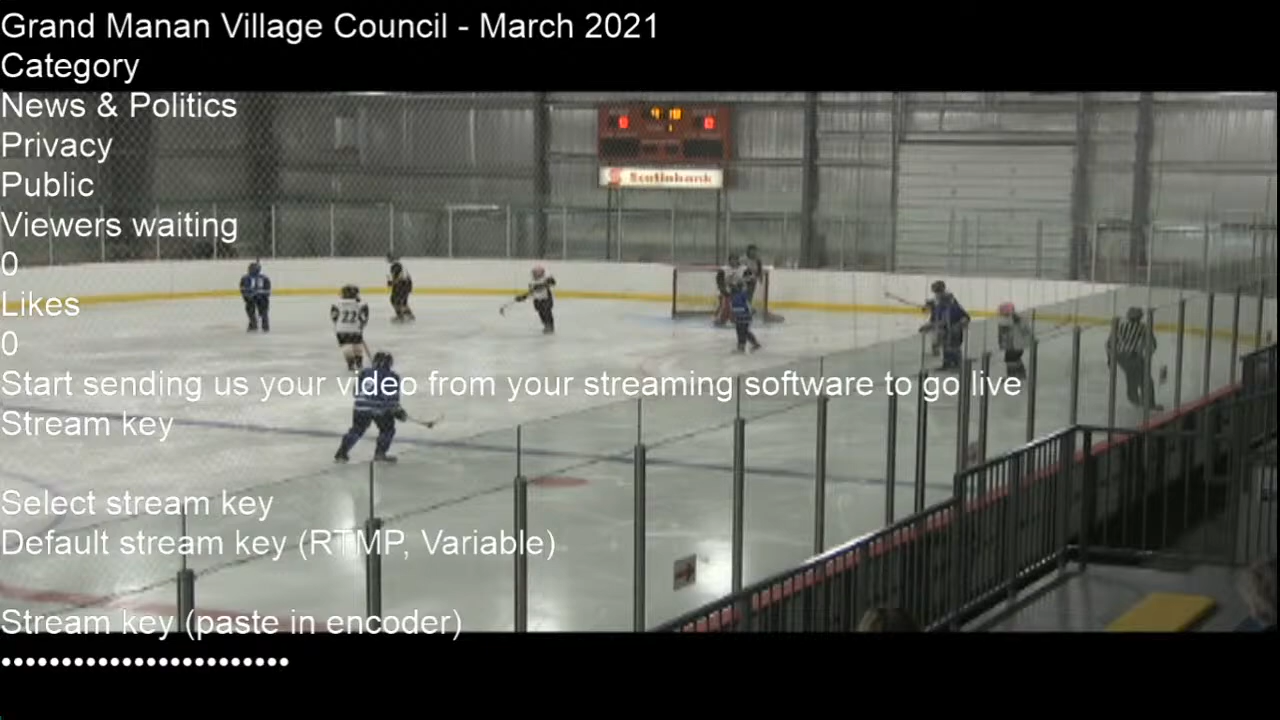 Grand Manan Village Council - March 2021
Category
News & Politics
Privacy
Public
Viewers waiting
0
Likes
0
Start sending us your video from your streaming software to go live
Stream key
Select stream key
Default stream key (RTMP, Variable)
Stream key (paste in encoder)
••••••••••••••••••••••••
Scotiabank
22